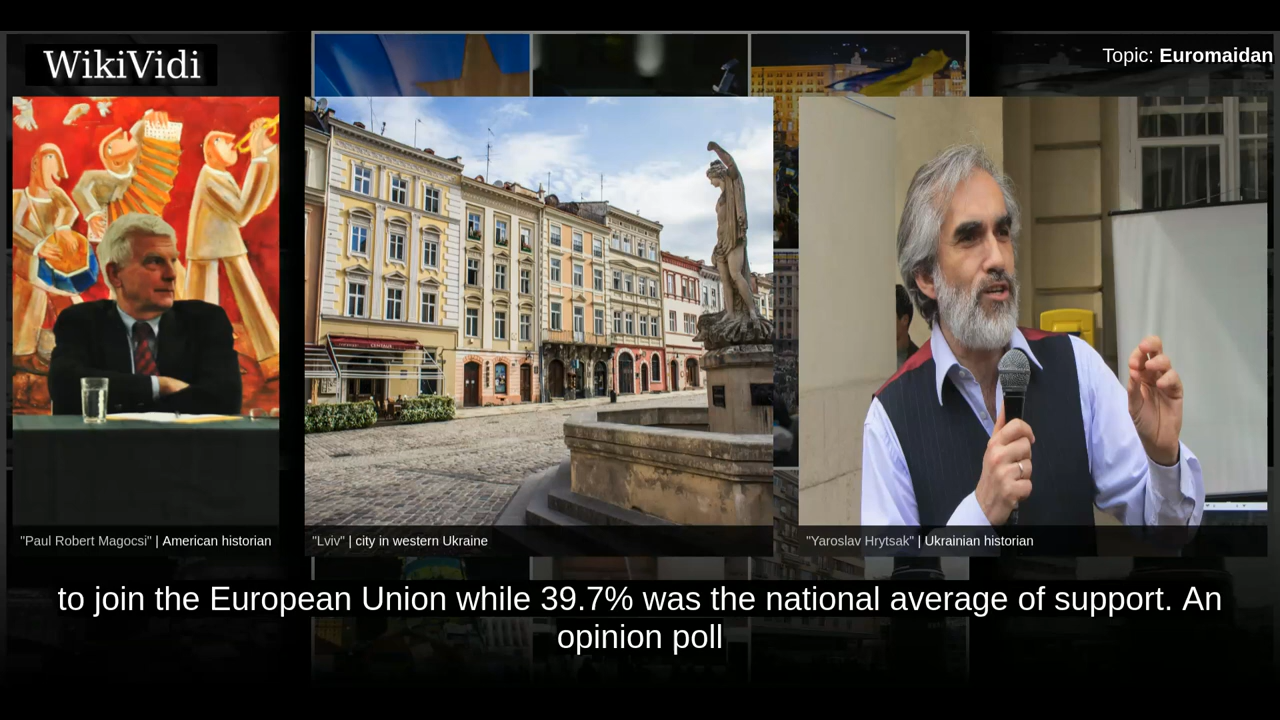 WikiVidi
Topic: Euromaidan
"Paul Robert Magocsi" | American historian
"Lviv" | city in western Ukraine
"Yaroslav Hrytsak" | Ukrainian historian
to join the European Union while 39.7% was the national average of support. An
opinion poll